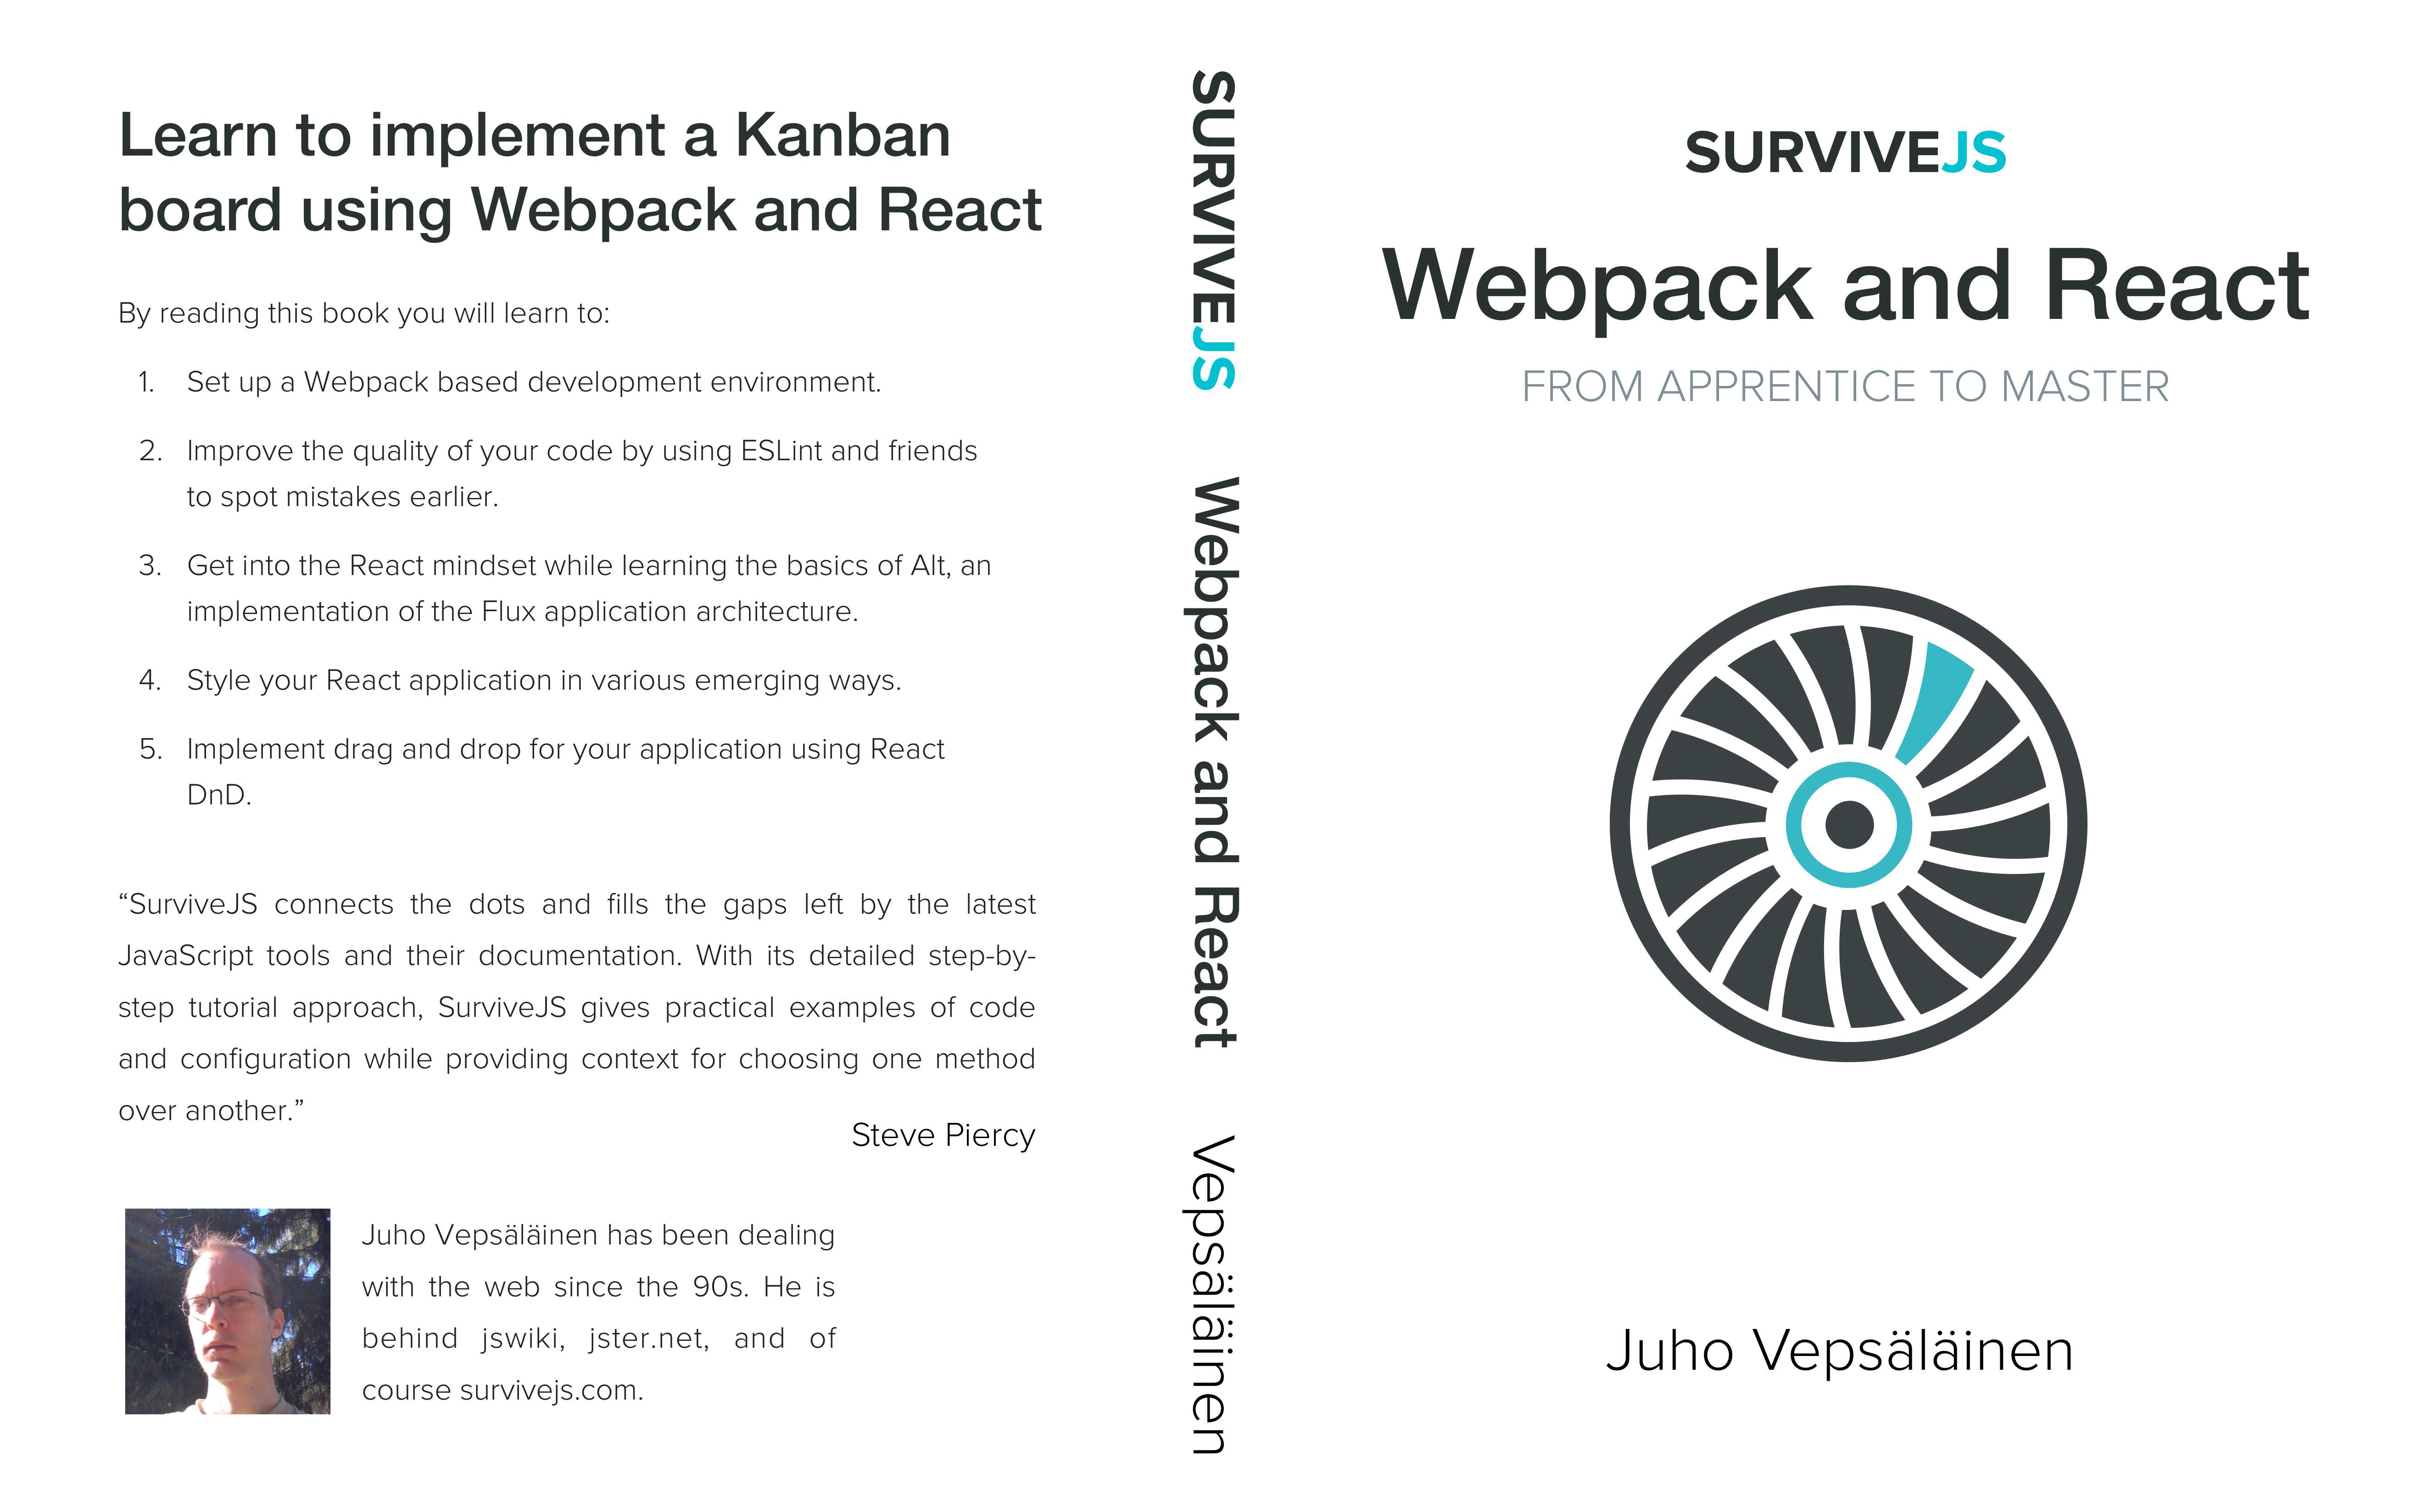 Learn to implement a Kanban
board using Webpack and React
By reading this book you will learn to:
1. Set up a Webpack based development environment.
2. Improve the quality of your code by using ESLint and friends
to spot mistakes earlier.
3. Get into the React mindset while learning the basics of Alt, an
implementation of the Flux application architecture.
4. Style your React application in various emerging ways.
5. Implement drag and drop for your application using React
DnD.
“SurviveJS connects the dots and fills the gaps left by the latest
JavaScript tools and their documentation. With its detailed step-by-
step tutorial approach, SurviveJS gives practical examples of code
and configuration while providing context for choosing one method
over another.”
Steve Piercy
Juho Vepsäläinen has been dealing
with the web since the 90s. He is
behind jswiki, jster.net, and of
course survivejs.com.
SURVIVEJS Webpack and React Vepsäläinen
SURVIVEJS
Webpack and React
FROM APPRENTICE TO MASTER
Juho Vepsäläinen